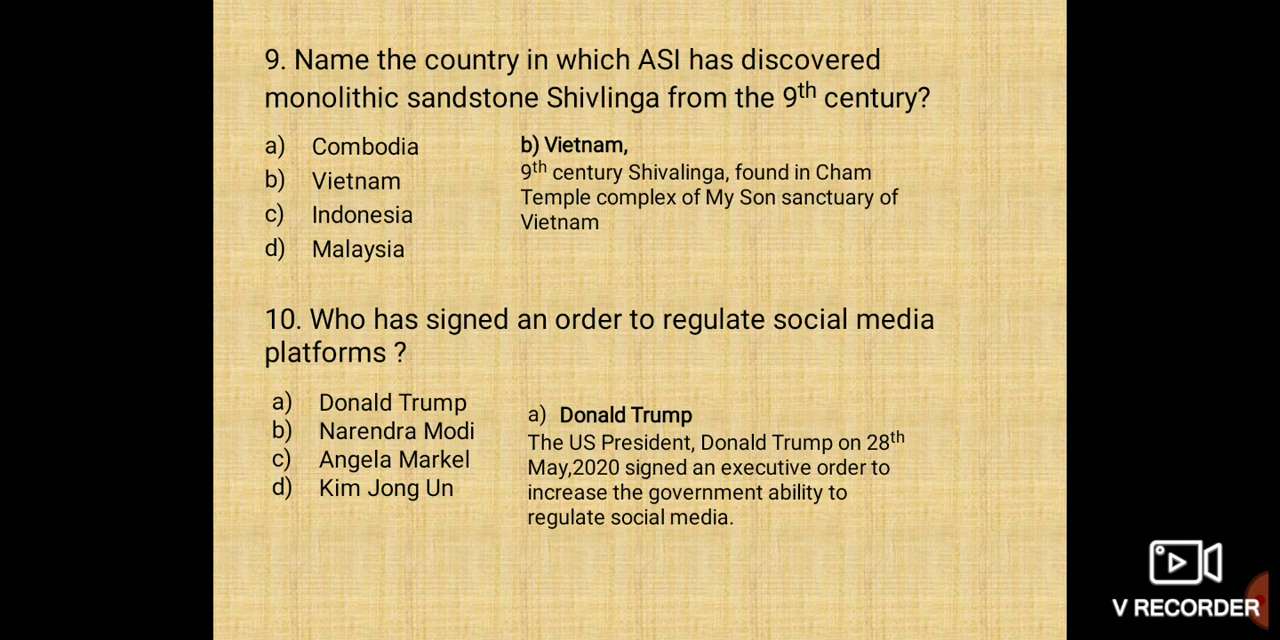 9. Name the country in which ASI has discovered
monolithic sandstone Shivlinga from the 9th century?
a) Combodia
b) Vietnam
c) Indonesia
d) Malaysia
b) Vietnam,
9th century Shivalinga, found in Cham
Temple complex of My Son sanctuary of
Vietnam
10. Who has signed an order to regulate social media
platforms ?
a) Donald Trump
b) Narendra Modi
c) Angela Markel
d) Kim Jong Un
a) Donald Trump
The US President, Donald Trump on 28th
May,2020 signed an executive order to
increase the government ability to
regulate social media.
V RECORDER